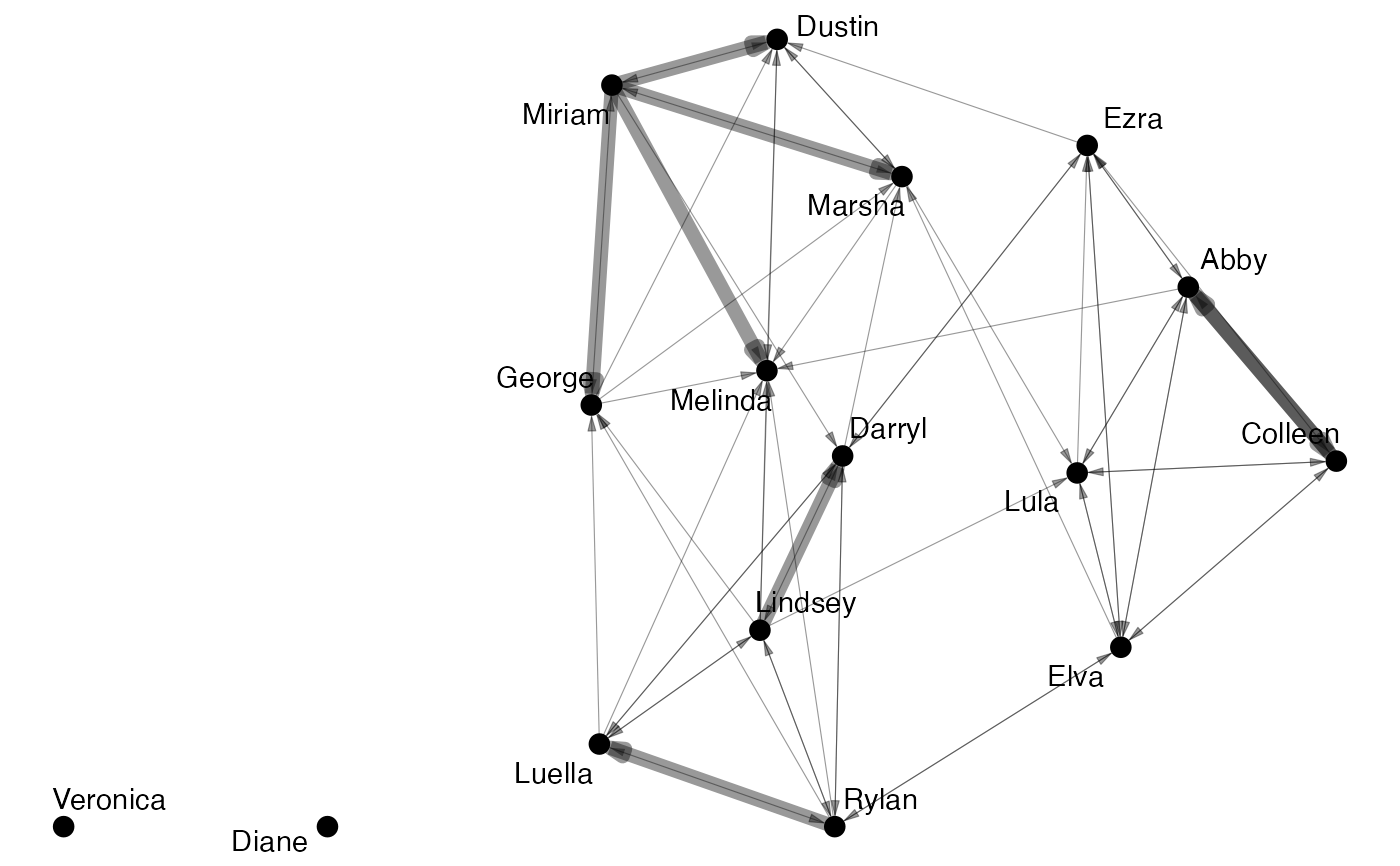 Dustin
Miriam
Ezra
Marsha
Abby
George
Melinda
Darryl
Colleen
Lula
Lindsey
Elva
Luella
Rylan
Veronica
Diane